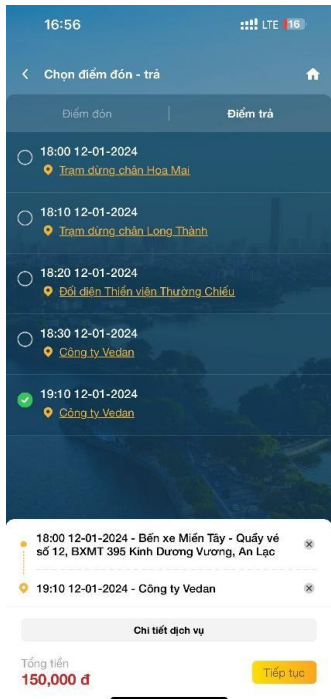 16:56
LTE 16
Chọn điểm đón - trả
Điểm đón
Điểm trả
18:00 12-01-2024
Trạm dừng chân Hoa Mai
18:10 12-01-2024
Trạm dừng chân Long Thành
18:20 12-01-2024
Đối diện Thiền viện Thường Chiếu
18:30 12-01-2024
Công ty Vedan
19:10 12-01-2024
Công ty Vedan
18:00 12-01-2024 - Bến xe Miền Tây - Quầy vé
số 12, BXMT 395 Kinh Dương Vương, An Lạc
19:10 12-01-2024 - Công ty Vedan
Chi tiết dịch vụ
Tổng tiền
150,000 đ
Tiếp tục